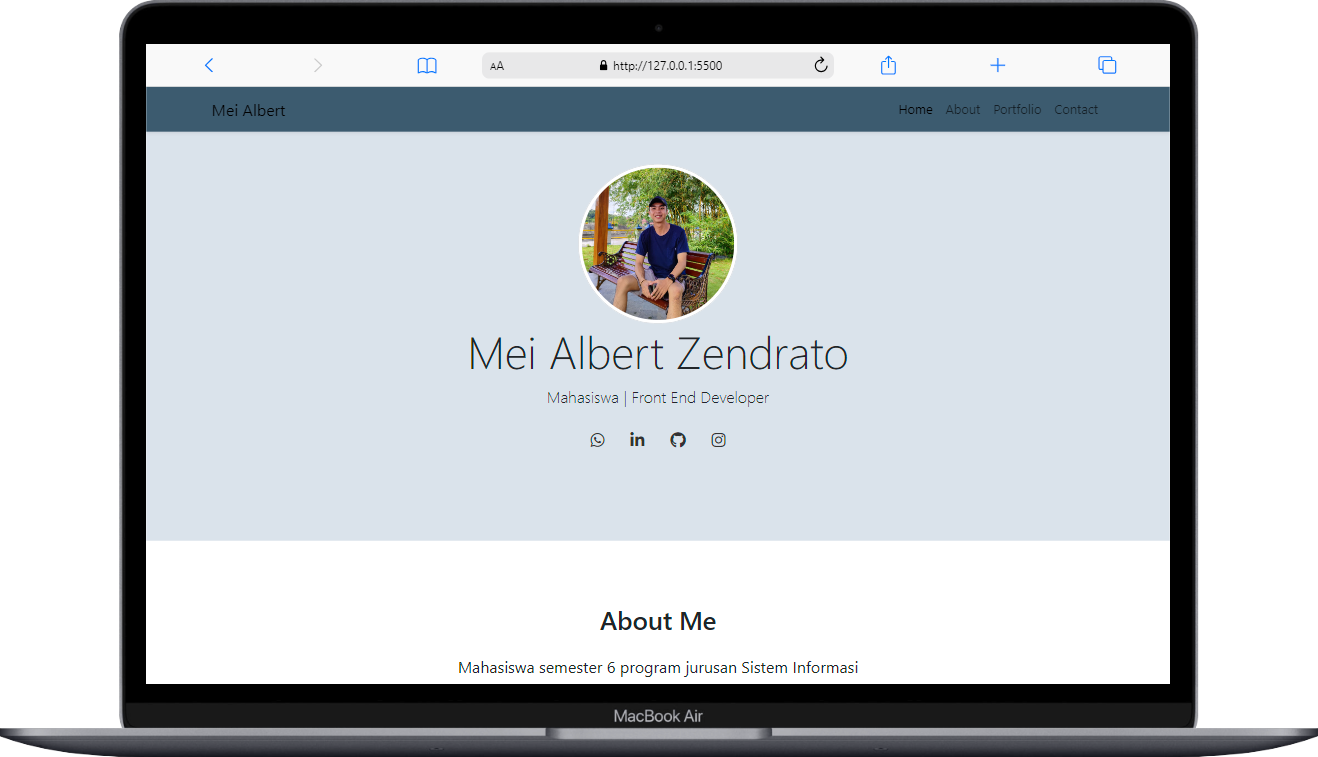 AA http://127.0.0.1:5500
Mei Albert Home About Portfolio Contact
Mei Albert Zendrato
Mahasiswa | Front End Developer
in
About Me
Mahasiswa semester 6 program jurusan Sistem Informasi
MacBook Air